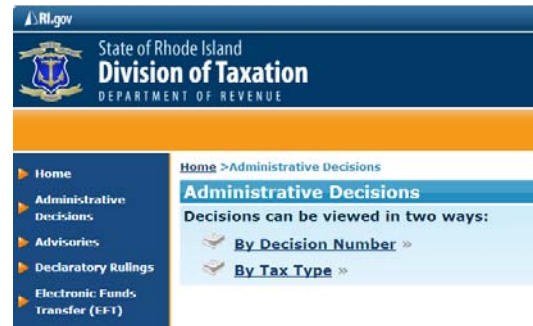 RI.gov
State of Rhode Island
Division of Taxation
DEPARTMENT OF REVENUE
Home
Administrative
Decisions
Advisories
Declaratory Rulings
Electronic Funds
Transfer (EFT)
Home >Administrative Decisions
Administrative Decisions
Decisions can be viewed in two ways:
By Decision Number »
By Tax Type »